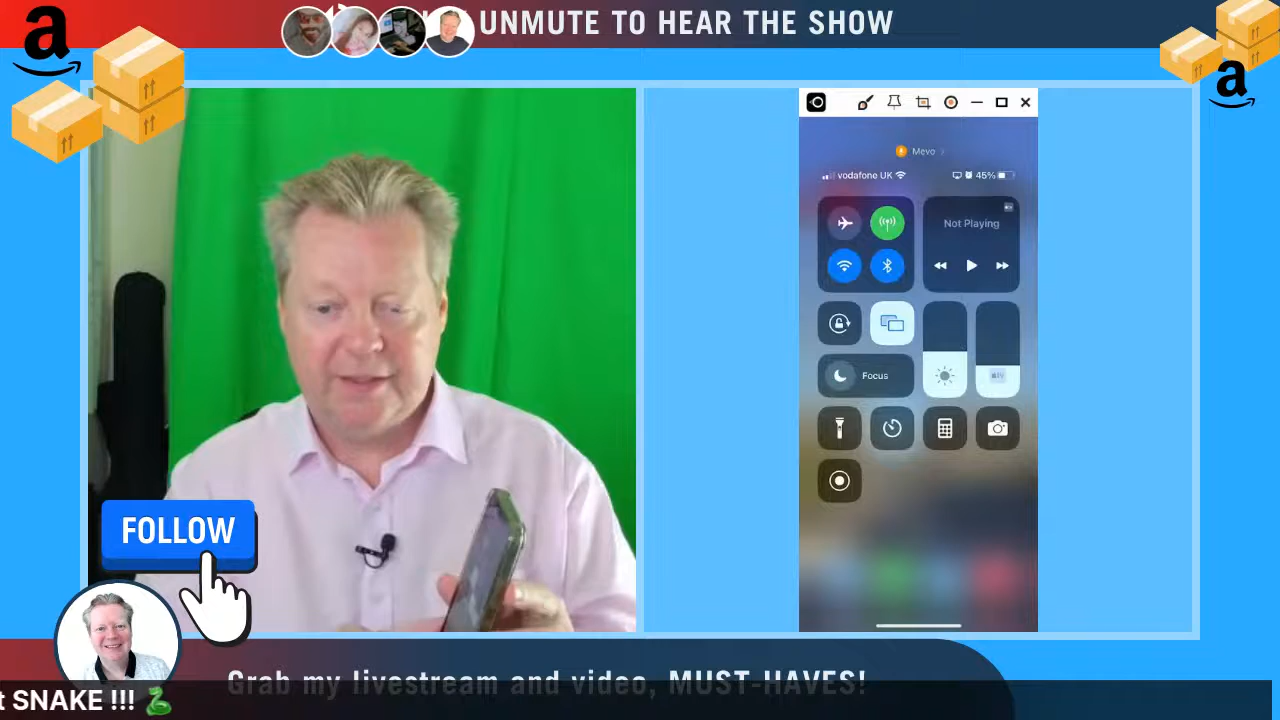 UNMUTE TO HEAR THE SHOW
a
a
Mevo
vodafone UK
45%
Not Playing
Focus
tv
FOLLOW
Grab my livestream and video, MUST-HAVES!
t SNAKE !!! 🐍